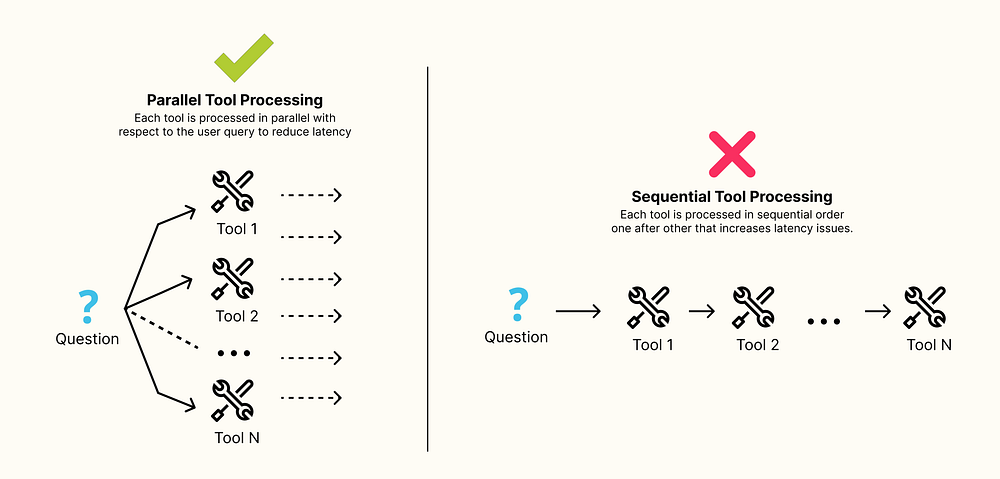 Parallel Tool Processing
Each tool is processed in parallel with
respect to the user query to reduce latency
Tool 1
Tool 2
?
Question
...
Tool N
Sequential Tool Processing
Each tool is processed in sequential order
one after other that increases latency issues.
?
Question
Tool 1
Tool 2
...
Tool N